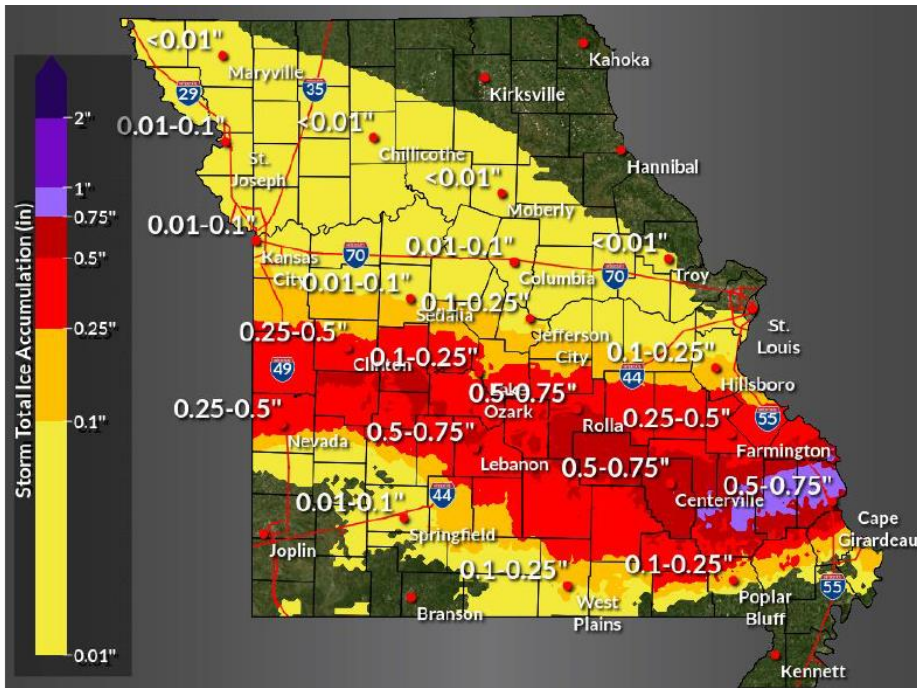 <0.01"
Maryville
Kahoka
Kirksville
29
35
2"
0.01-0.1"
St.
Joseph
<0.01"
Chillicothe
Hannibal
<0.01"
Moberly
1"
0.75"
0.01-0.1"
Kansas
City
70
0.01-0.1"
Columbia
<0.01"
Troy
70
0.5"
0.01-0.1"
Sedalia
0.1-0.25"
Jefferson
City
St.
Louis
0.25"
0.25-0.5"
Clinton
0.1-0.25"
Lake
Ozark
0.1-0.25"
Hillsboro
49
44
0.25-0.5"
Nevada
0.5-0.75"
0.5-0.75"
Rolla
0.25-0.5"
55
Farmington
0.1"
Lebanon
0.5-0.75"
Centerville
0.5-0.75"
0.01-0.1"
44
Springfield
Cape
Girardeau
Joplin
0.1-0.25"
West
Plains
0.1-0.25"
Poplar
Bluff
55
Branson
0.01"
Kennett
Storm Total Ice Accumulation (in)